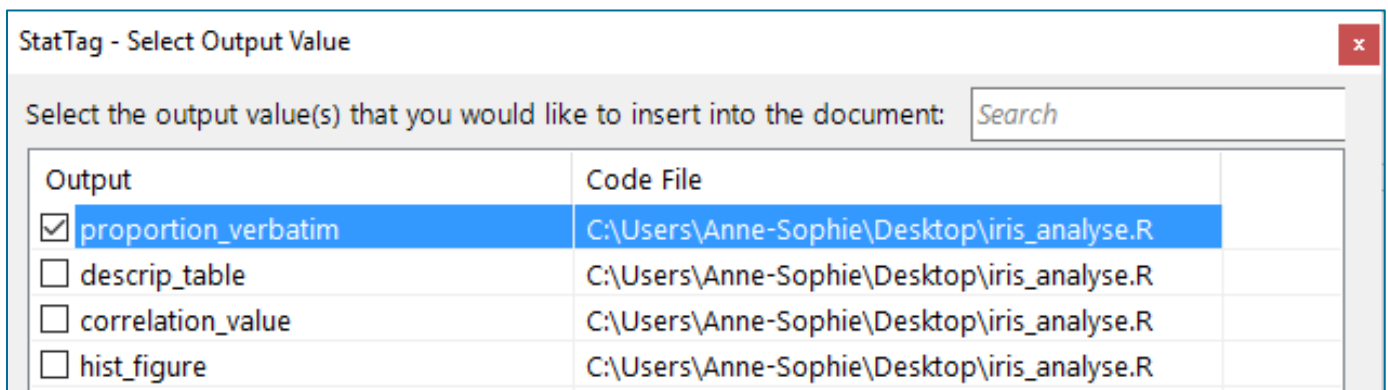 StatTag - Select Output Value x
Select the output value(s) that you would like to insert into the document: Search
Output Code File
proportion_verbatim C:\Users\Anne-Sophie\Desktop\iris_analyse.R
descrip_table C:\Users\Anne-Sophie\Desktop\iris_analyse.R
correlation_value C:\Users\Anne-Sophie\Desktop\iris_analyse.R
hist_figure C:\Users\Anne-Sophie\Desktop\iris_analyse.R